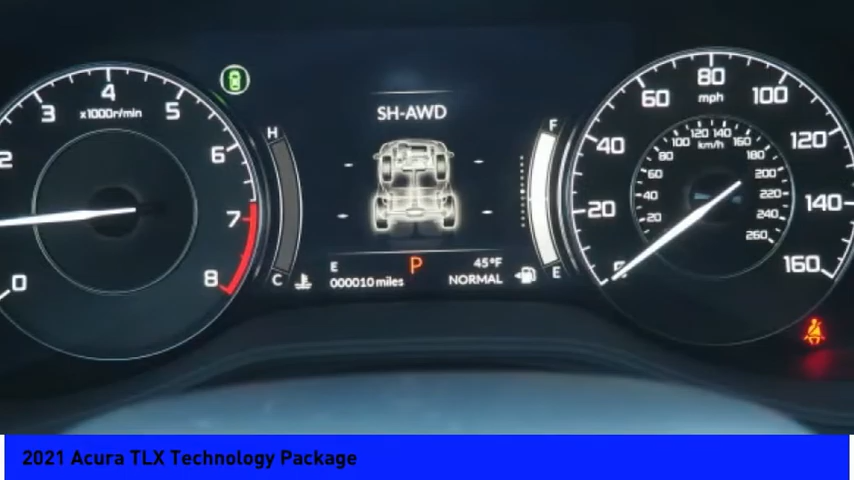 0
2
3
4
5
6
7
8
x1000r/min
H
C
SH-AWD
E
P
45°F
000010 miles
NORMAL
F
E
20
40
60
80
100
120
140
160
mph
20
40
60
80
100
120
140
160
180
200
220
240
260
km/h
2021 Acura TLX Technology Package